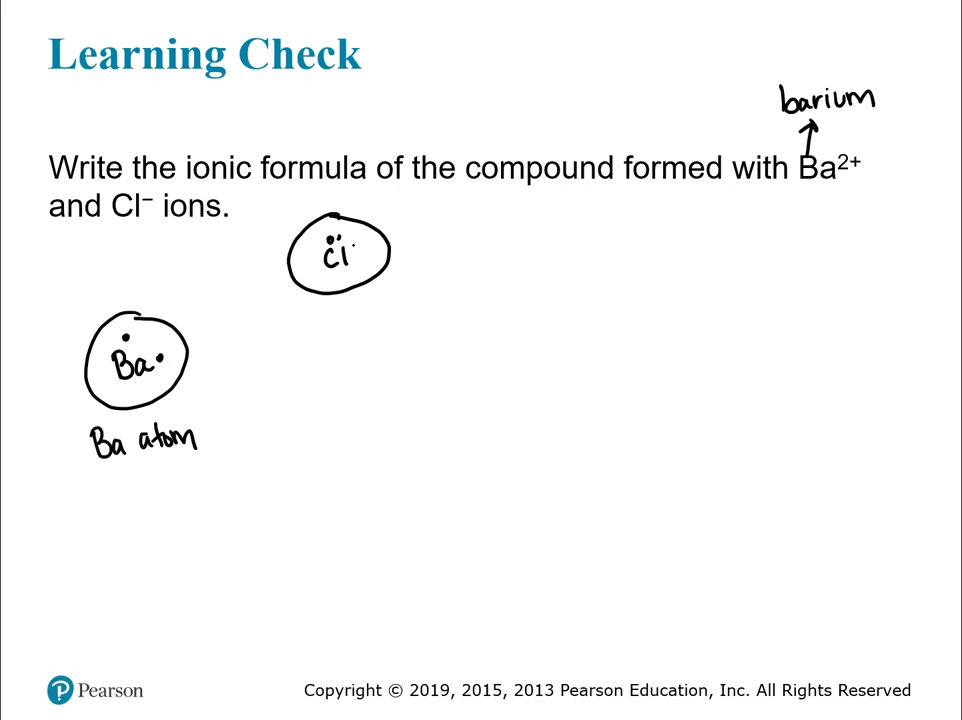 Learning Check
barium
Write the ionic formula of the compound formed with Ba²⁺
and Cl⁻ ions.
Cl
Ba
Ba atom
Pearson
Copyright © 2019, 2015, 2013 Pearson Education, Inc. All Rights Reserved